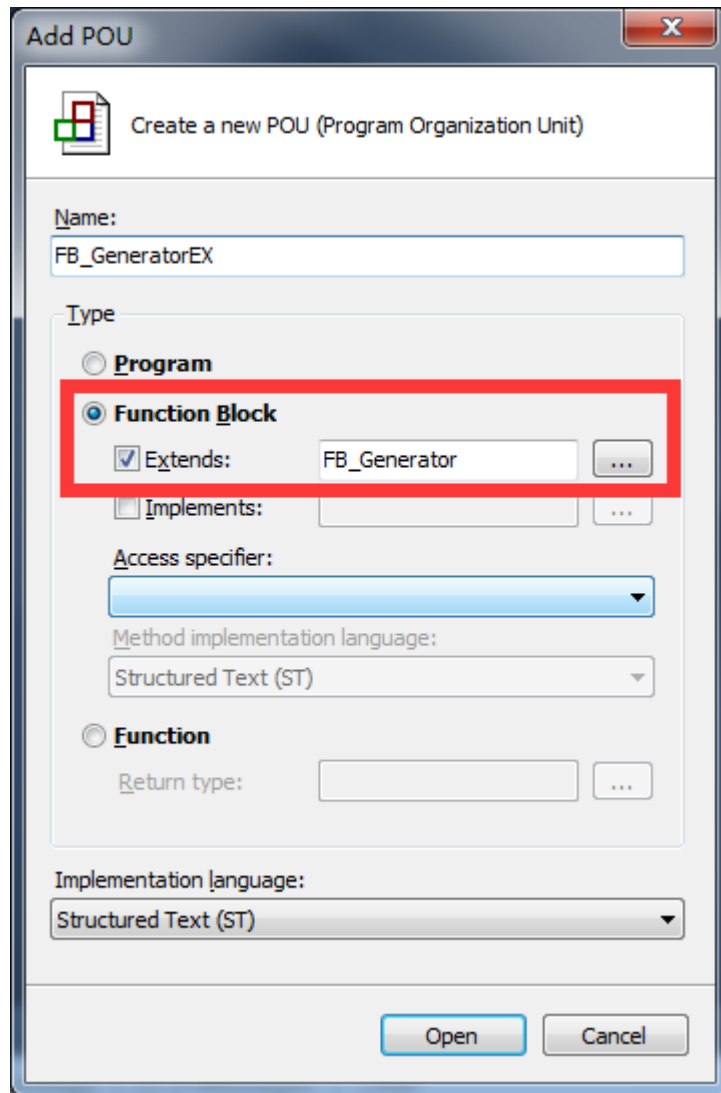 Add POU
Create a new POU (Program Organization Unit)
Name:
FB_GeneratorEX
Type
Program
Function Block
Extends: FB_Generator ...
Implements: ...
Access specifier:
Method implementation language:
Structured Text (ST)
Function
Return type: ...
Implementation language:
Structured Text (ST)
Open Cancel